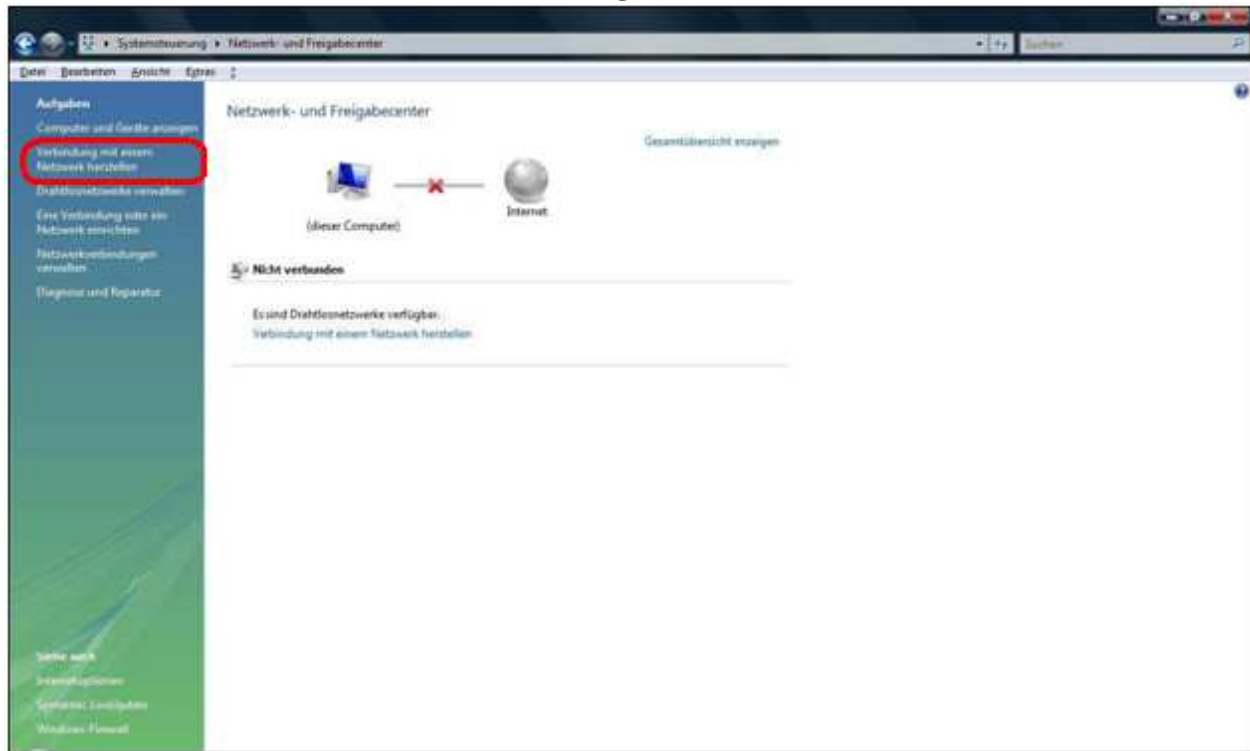 Systemsteuerung ▸ Netzwerk- und Freigabecenter
Suchen
Datei Bearbeiten Ansicht Extras ?
Aufgaben
Computer und Geräte anzeigen
Verbindung mit einem
Netzwerk herstellen
Drahtlosnetzwerke verwalten
Eine Verbindung oder ein
Netzwerk einrichten
Netzwerkverbindungen
verwalten
Diagnose und Reparatur
Netzwerk- und Freigabecenter
Gesamtübersicht anzeigen
(dieser Computer)
Internet
Nicht verbunden
Es sind Drahtlosnetzwerke verfügbar.
Verbindung mit einem Netzwerk herstellen
Siehe auch
Internetoptionen
Symantec LiveUpdate
Windows-Firewall